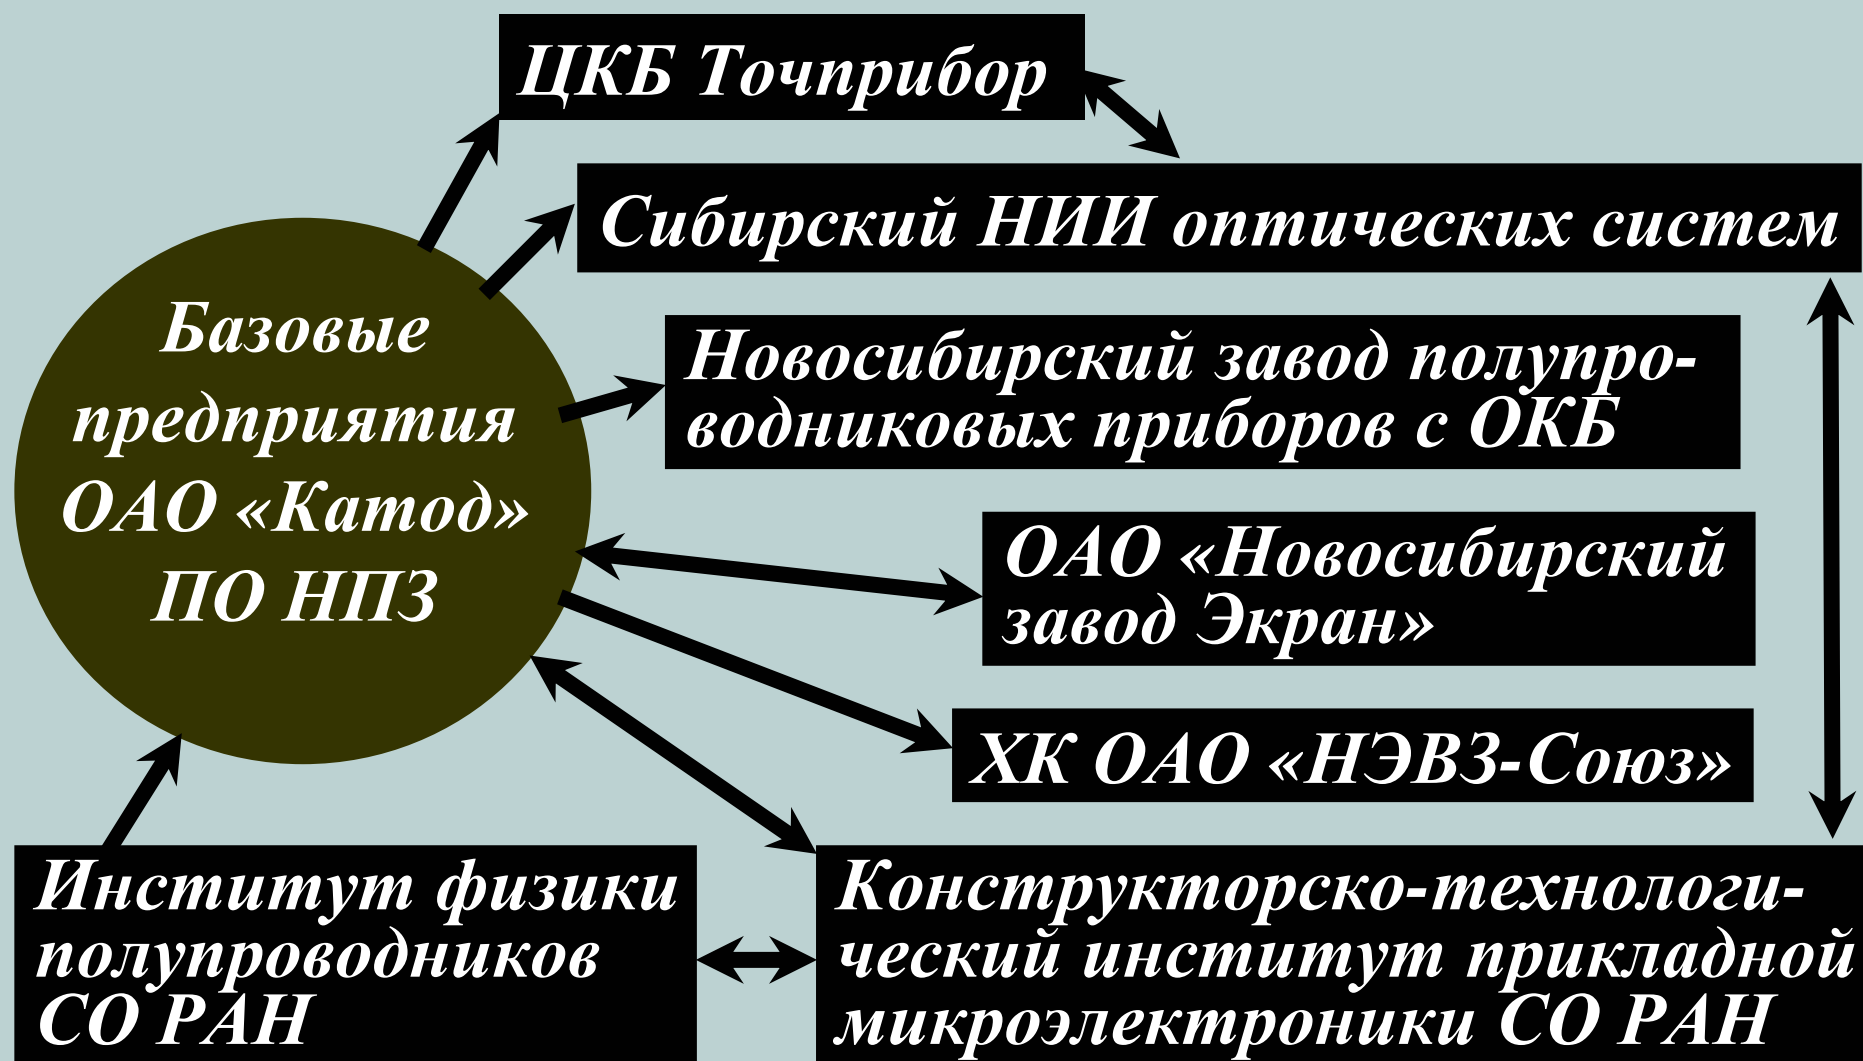 ЦКБ Точприбор
Сибирский НИИ оптических систем
Базовые
предприятия
ОАО «Катод»
ПО НПЗ
Новосибирский завод полупро-
водниковых приборов с ОКБ
ОАО «Новосибирский
завод Экран»
ХК ОАО «НЭВЗ-Союз»
Институт физики
полупроводников
СО РАН
Конструкторско-технологи-
ческий институт прикладной
микроэлектроники СО РАН